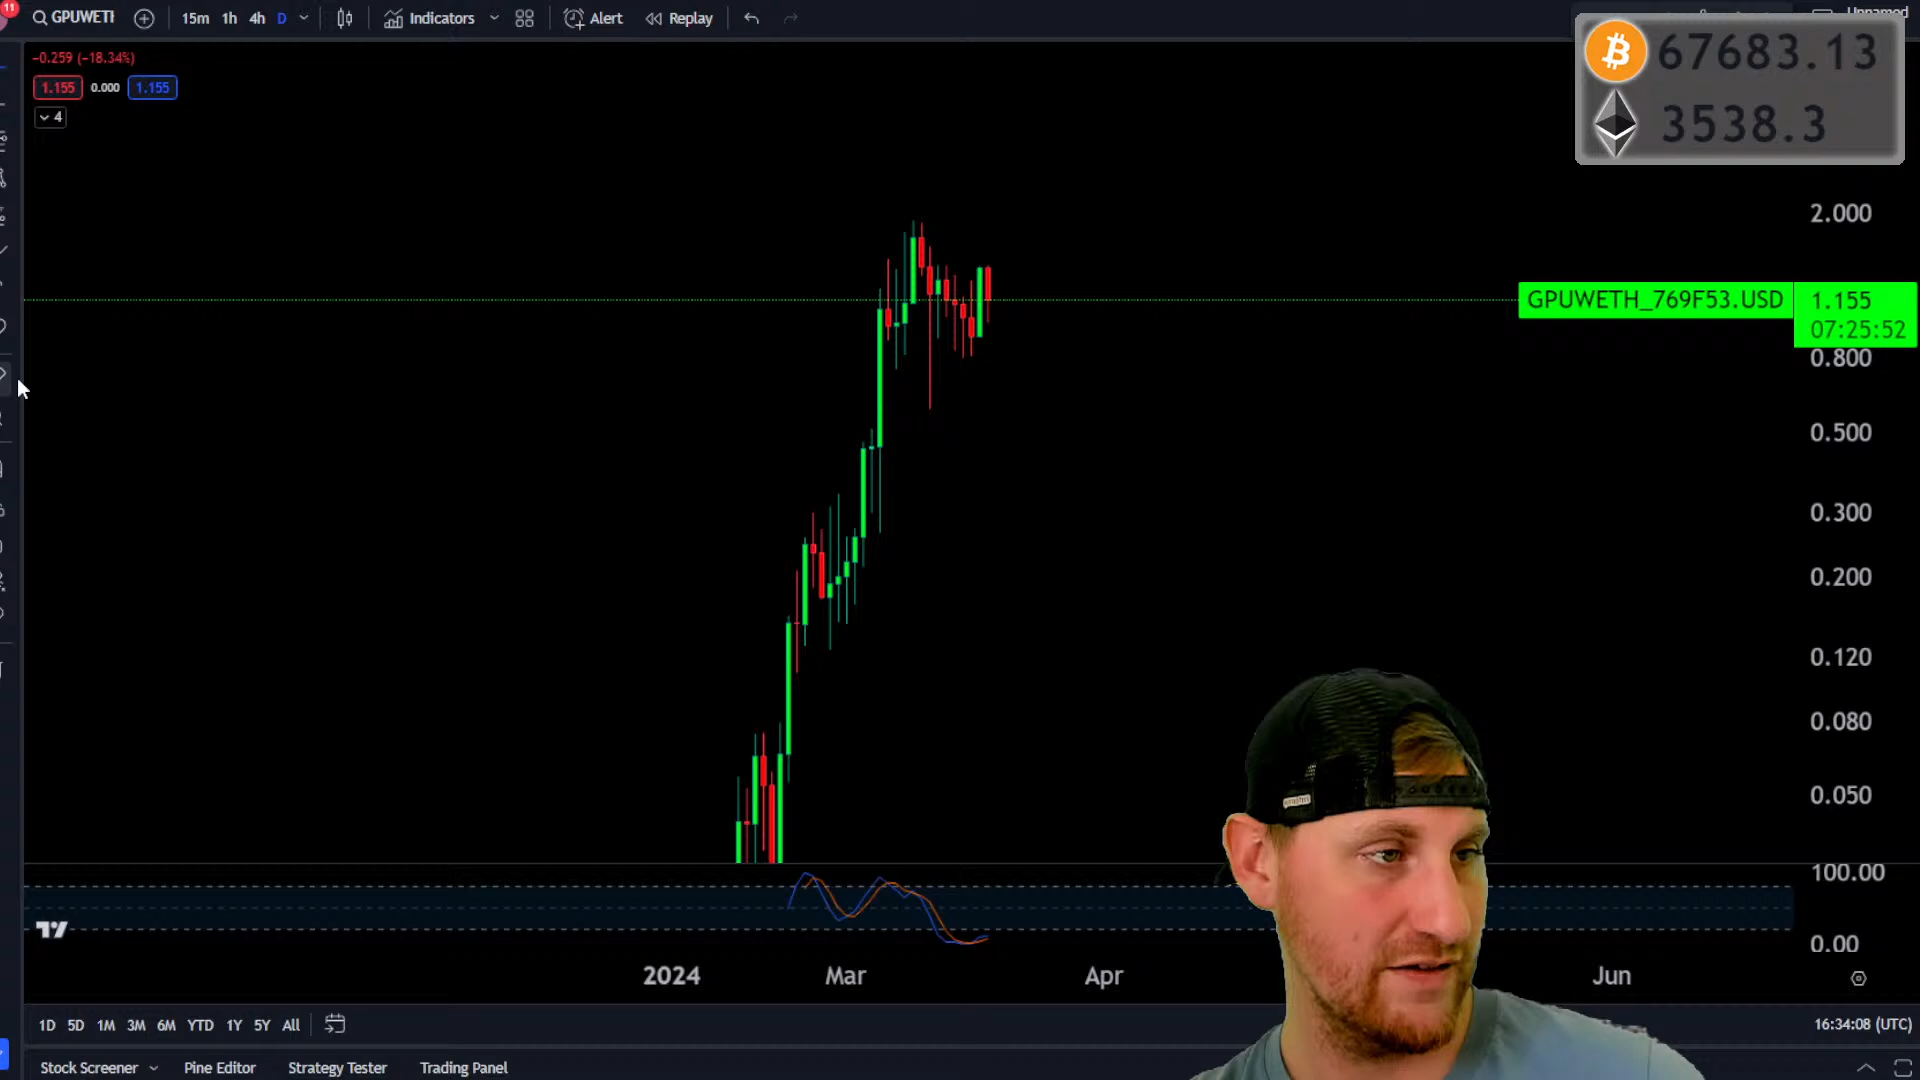 11
GPUWETH
15m 1h 4h D
Indicators
Alert
Replay
Unnamed
67683.13
3538.3
−0.259 (−18.34%)
1.155 0.000 1.155
4
2.000
GPUWETH_769F53.USD 1.155
07:25:52
0.800
0.500
0.300
0.200
0.120
0.080
0.050
100.00
0.00
2024 Mar Apr Jun
1D 5D 1M 3M 6M YTD 1Y 5Y All
16:34:08 (UTC)
Stock Screener Pine Editor Strategy Tester Trading Panel